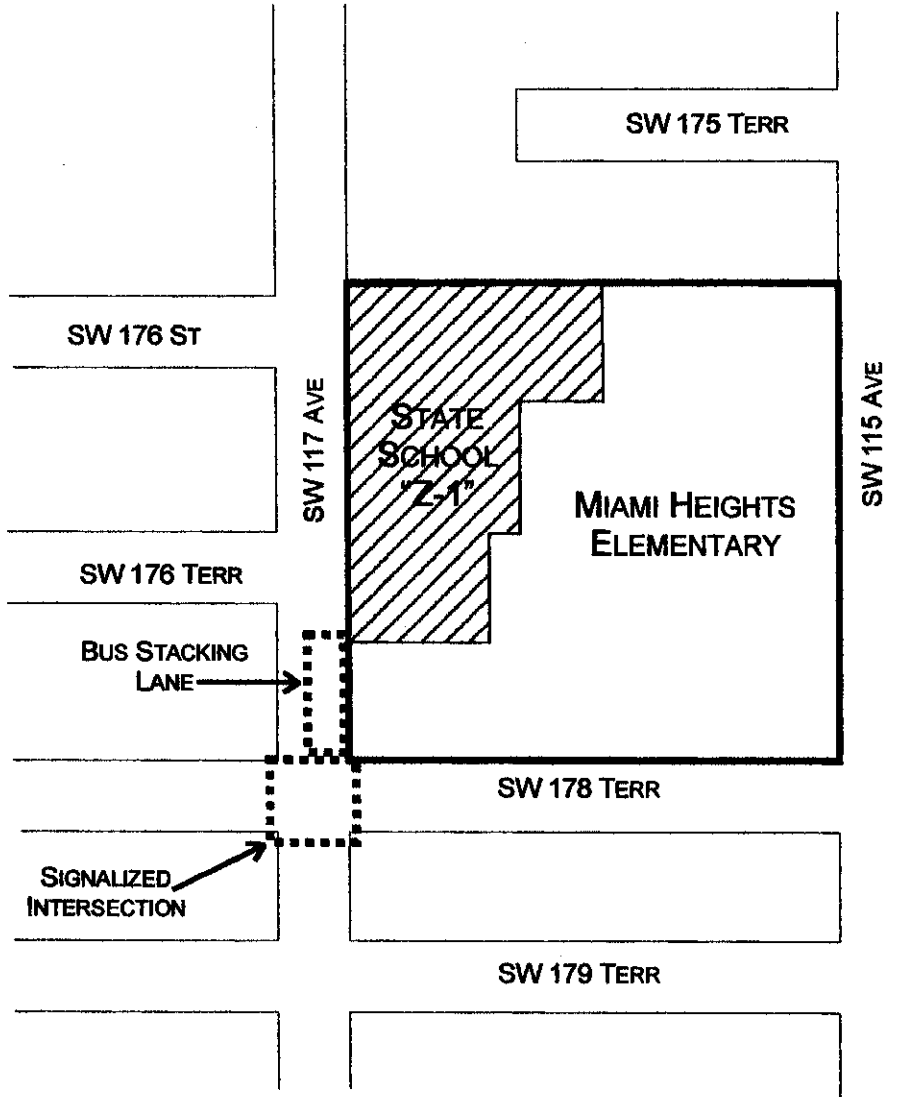 SW 175 TERR
SW 176 ST
SW 117 AVE
STATE
SCHOOL
"Z-1"
MIAMI HEIGHTS
ELEMENTARY
SW 115 AVE
SW 176 TERR
BUS STACKING
LANE
SW 178 TERR
SIGNALIZED
INTERSECTION
SW 179 TERR